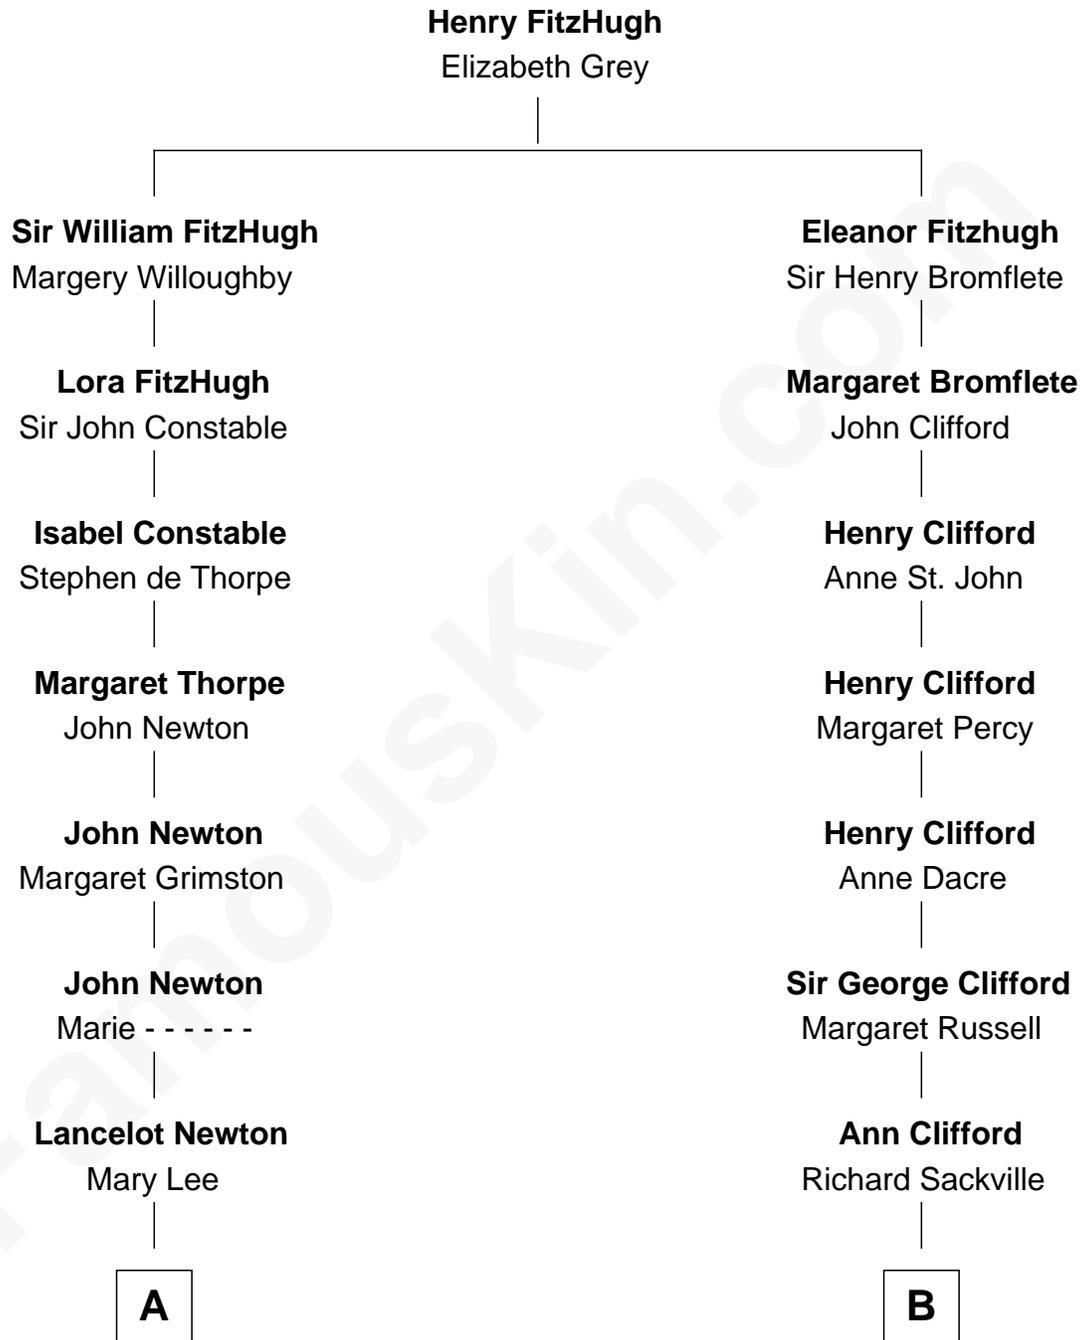 Henry FitzHugh
Elizabeth Grey
Sir William FitzHugh
Margery Willoughby
Lora FitzHugh
Sir John Constable
Isabel Constable
Stephen de Thorpe
Margaret Thorpe
John Newton
John Newton
Margaret Grimston
John Newton
Marie - - - - - -
Lancelot Newton
Mary Lee
A
Eleanor Fitzhugh
Sir Henry Bromflete
Margaret Bromflete
John Clifford
Henry Clifford
Anne St. John
Henry Clifford
Margaret Percy
Henry Clifford
Anne Dacre
Sir George Clifford
Margaret Russell
Ann Clifford
Richard Sackville
B
FamousKin.com